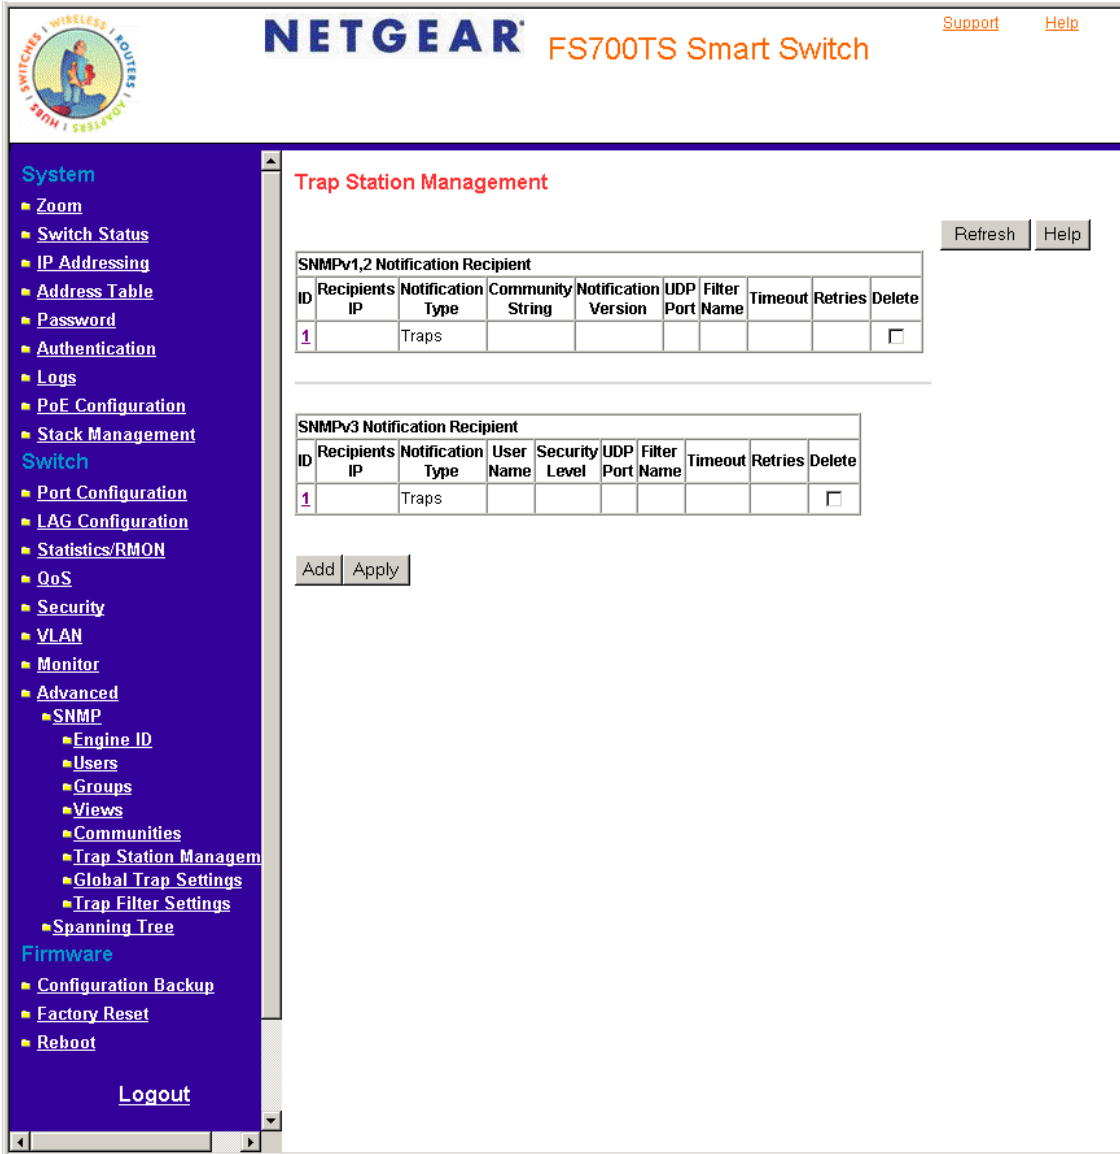 SWITCHES | WIRELESS | ROUTERS | ADAPTERS | HUBS
NETGEAR
FS700TS Smart Switch
Support Help
System
Zoom
Switch Status
IP Addressing
Address Table
Password
Authentication
Logs
PoE Configuration
Stack Management
Switch
Port Configuration
LAG Configuration
Statistics/RMON
QoS
Security
VLAN
Monitor
Advanced
SNMP
Engine ID
Users
Groups
Views
Communities
Trap Station Managem
Global Trap Settings
Trap Filter Settings
Spanning Tree
Firmware
Configuration Backup
Factory Reset
Reboot
Logout
Trap Station Management
Refresh Help
SNMPv1,2 Notification Recipient
ID Recipients IP Notification Type Community String Notification Version UDP Port Filter Name Timeout Retries Delete
1 Traps
SNMPv3 Notification Recipient
ID Recipients IP Notification Type User Name Security Level UDP Port Filter Name Timeout Retries Delete
1 Traps
Add Apply